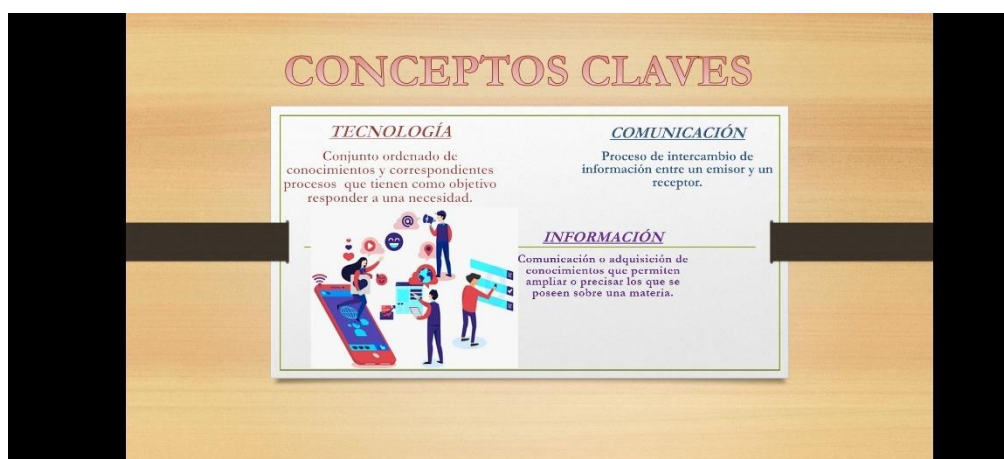 CONCEPTOS CLAVES
TECNOLOGÍA
Conjunto ordenado de
conocimientos y correspondientes
procesos que tienen como objetivo
responder a una necesidad.
COMUNICACIÓN
Proceso de intercambio de
información entre un emisor y un
receptor.
INFORMACIÓN
Comunicación o adquisición de
conocimientos que permiten
ampliar o precisar los que se
poseen sobre una materia.
@